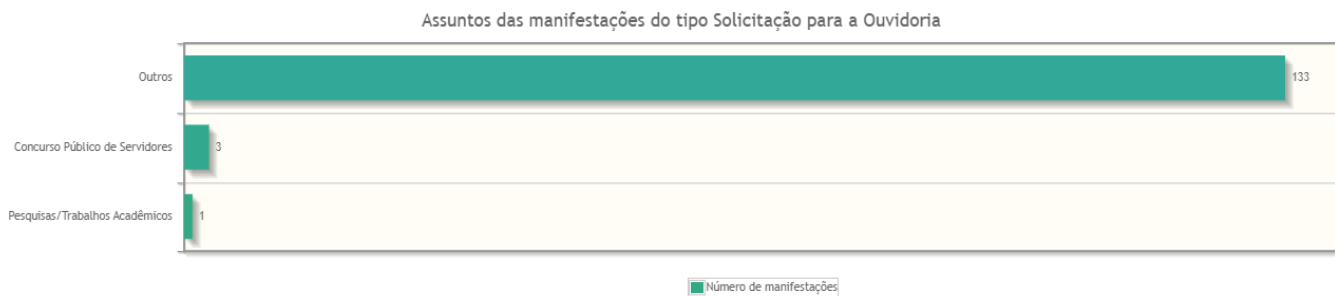 Assuntos das manifestações do tipo Solicitação para a Ouvidoria
Outros
133
Concurso Público de Servidores
3
Pesquisas/Trabalhos Acadêmicos
1
Número de manifestações